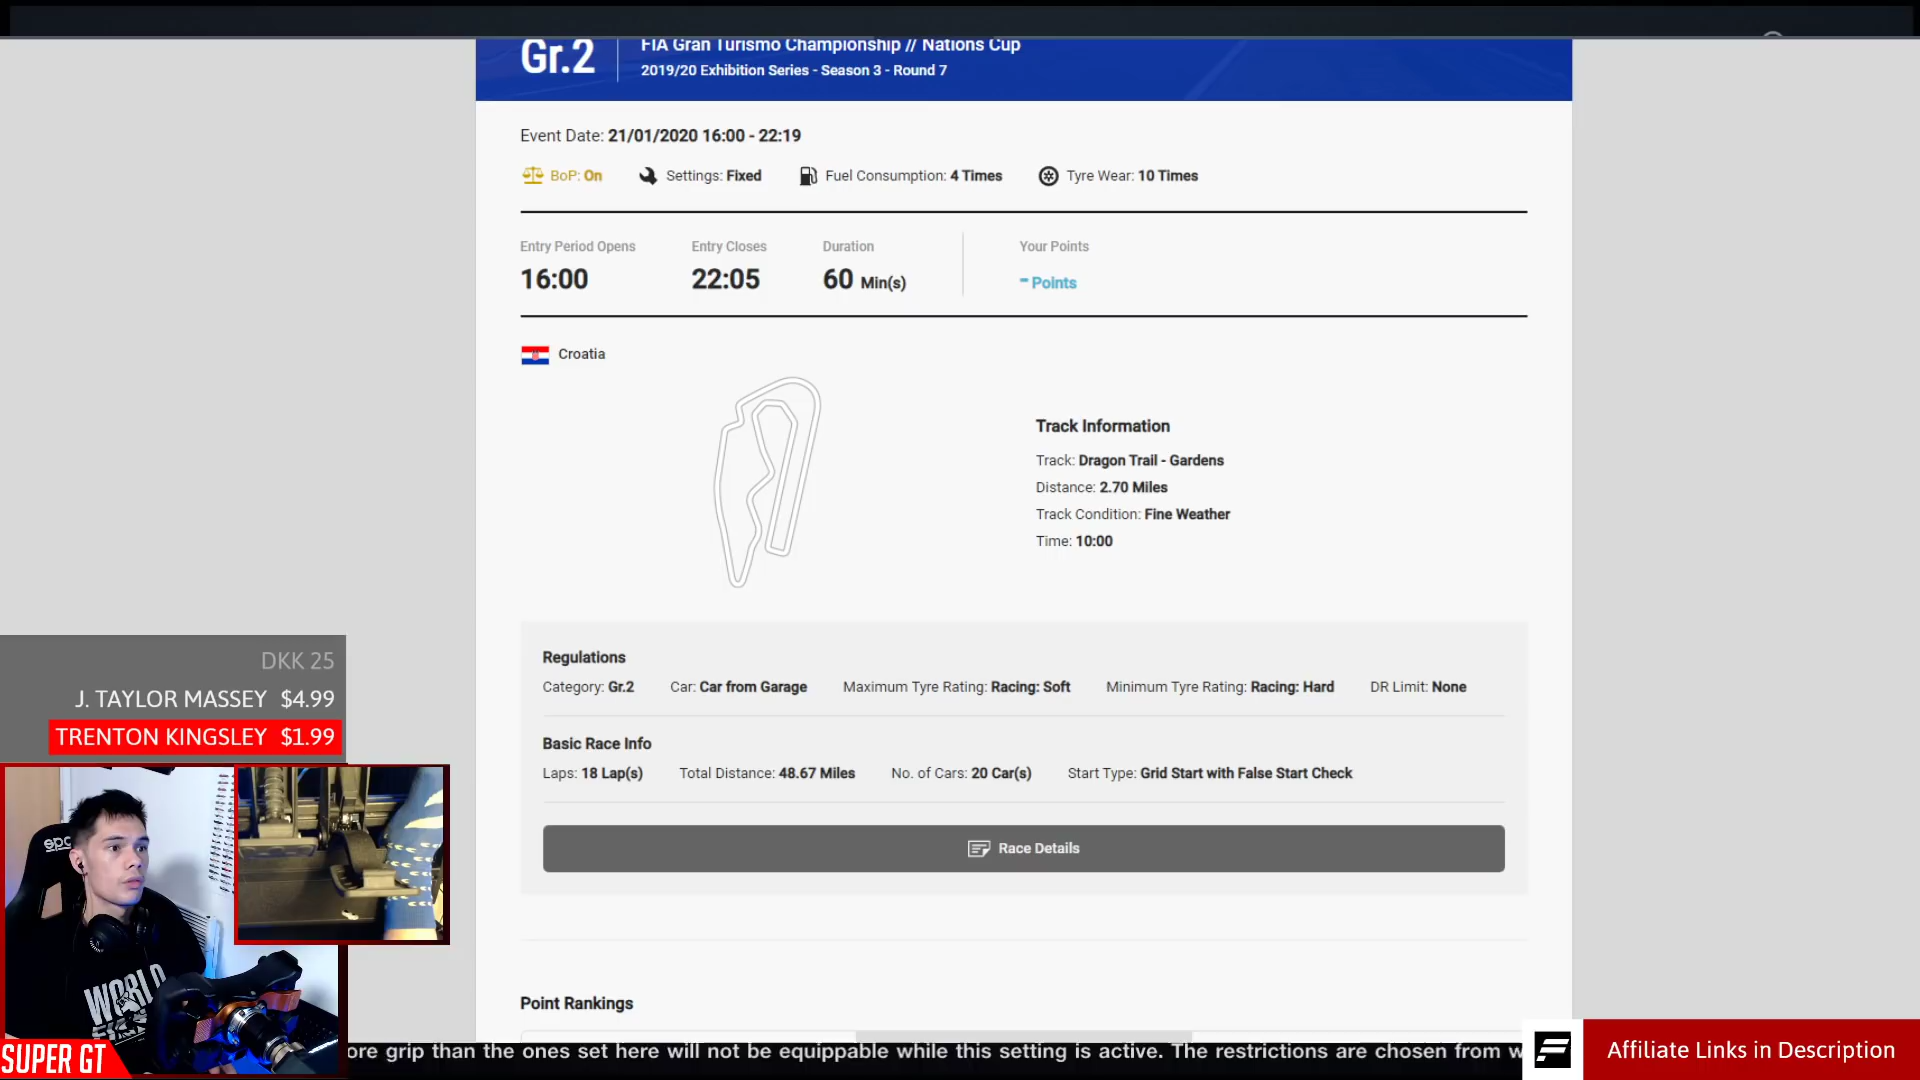 Gr.2
FIA Gran Turismo Championship // Nations Cup
2019/20 Exhibition Series - Season 3 - Round 7
Event Date: 21/01/2020 16:00 - 22:19
BoP: On Settings: Fixed Fuel Consumption: 4 Times Tyre Wear: 10 Times
Entry Period Opens Entry Closes Duration Your Points
16:00 22:05 60 Min(s) - Points
Croatia
Track Information
Track: Dragon Trail - Gardens
Distance: 2.70 Miles
Track Condition: Fine Weather
Time: 10:00
Regulations
Category: Gr.2 Car: Car from Garage Maximum Tyre Rating: Racing: Soft Minimum Tyre Rating: Racing: Hard DR Limit: None
Basic Race Info
Laps: 18 Lap(s) Total Distance: 48.67 Miles No. of Cars: 20 Car(s) Start Type: Grid Start with False Start Check
Race Details
Point Rankings
DKK 25
J. TAYLOR MASSEY $4.99
TRENTON KINGSLEY $1.99
WORLD
SUPER GT
ore grip than the ones set here will not be equippable while this setting is active. The restrictions are chosen from w
Affiliate Links in Description